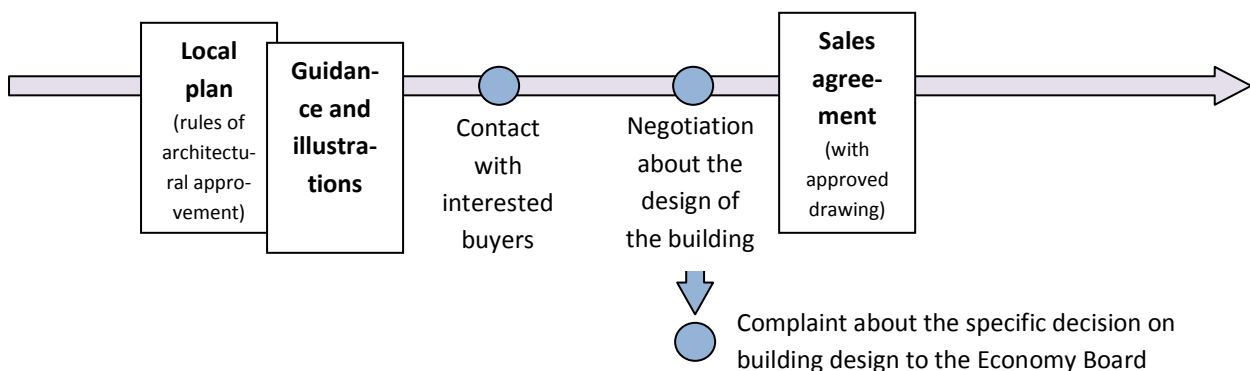 Local
plan
(rules of
architectu-
ral appro-
vement)
Guidan-
ce and
illustra-
tions
Contact
with
interested
buyers
Negotiation
about the
design of
the building
Sales
agree-
ment
(with
approved
drawing)
Complaint about the specific decision on
building design to the Economy Board